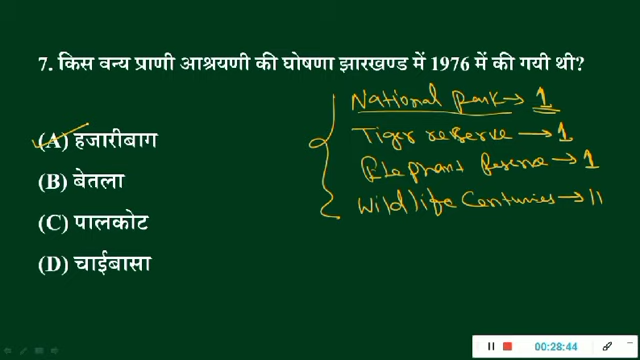 7. किस वन्य प्राणी आश्रयणी की घोषणा झारखण्ड में 1976 में की गयी थी?
National Park → 1
(A) हजारीबाग
Tiger reserve → 1
Elephant Reserve → 1
(B) बेतला
Wildlife Centuries → 11
(C) पालकोट
(D) चाईबासा
00:28:44